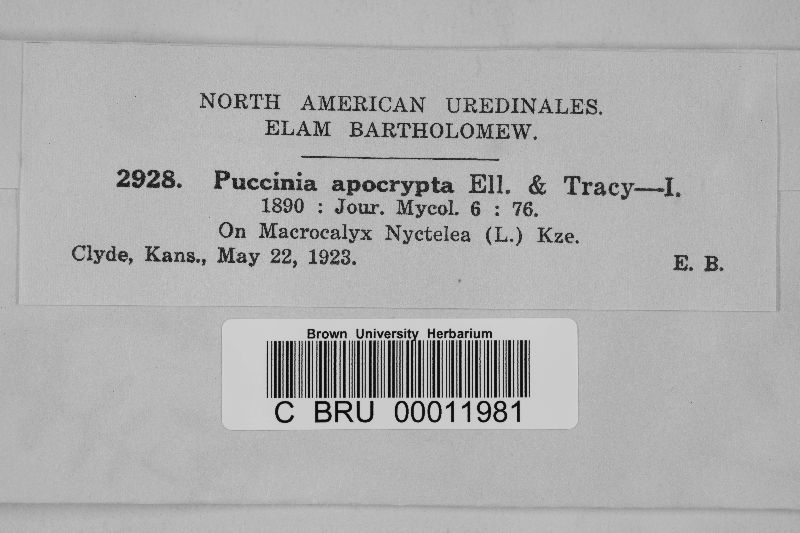 NORTH AMERICAN UREDINALES.
ELAM BARTHOLOMEW.
2928. Puccinia apocrypta Ell. & Tracy—I.
1890 : Jour. Mycol. 6 : 76.
On Macrocalyx Nyctelea (L.) Kze.
Clyde, Kans., May 22, 1923. E. B.
Brown University Herbarium
C BRU 00011981